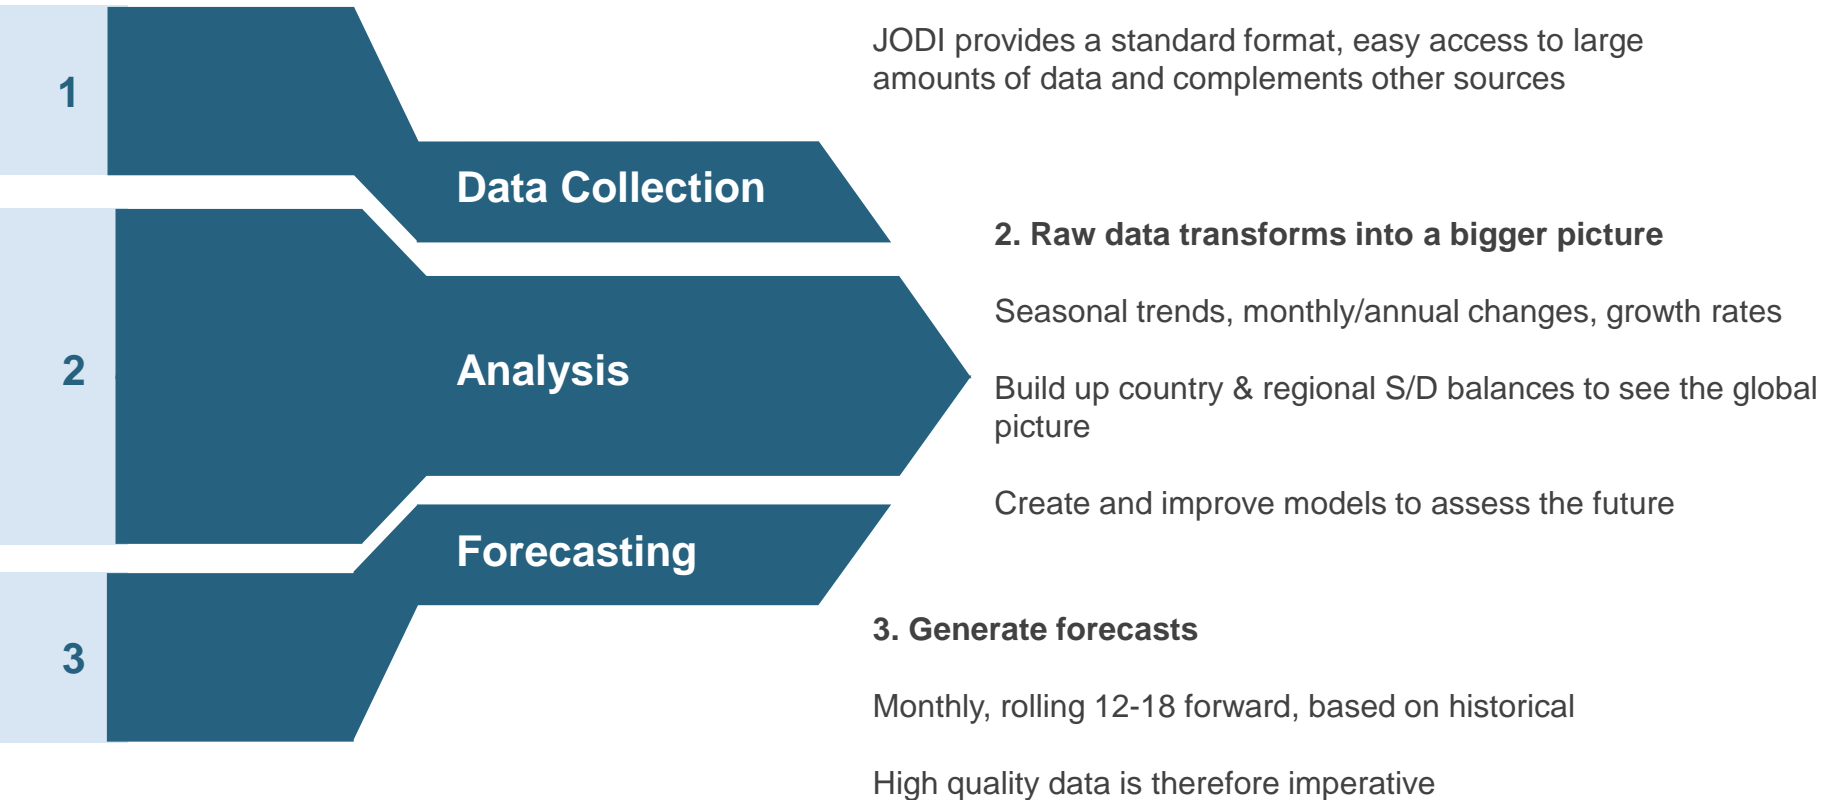 1
JODI provides a standard format, easy access to large
amounts of data and complements other sources
Data Collection
2
Analysis
2. Raw data transforms into a bigger picture
Seasonal trends, monthly/annual changes, growth rates
Build up country & regional S/D balances to see the global
picture
Create and improve models to assess the future
3
Forecasting
3. Generate forecasts
Monthly, rolling 12-18 forward, based on historical
High quality data is therefore imperative